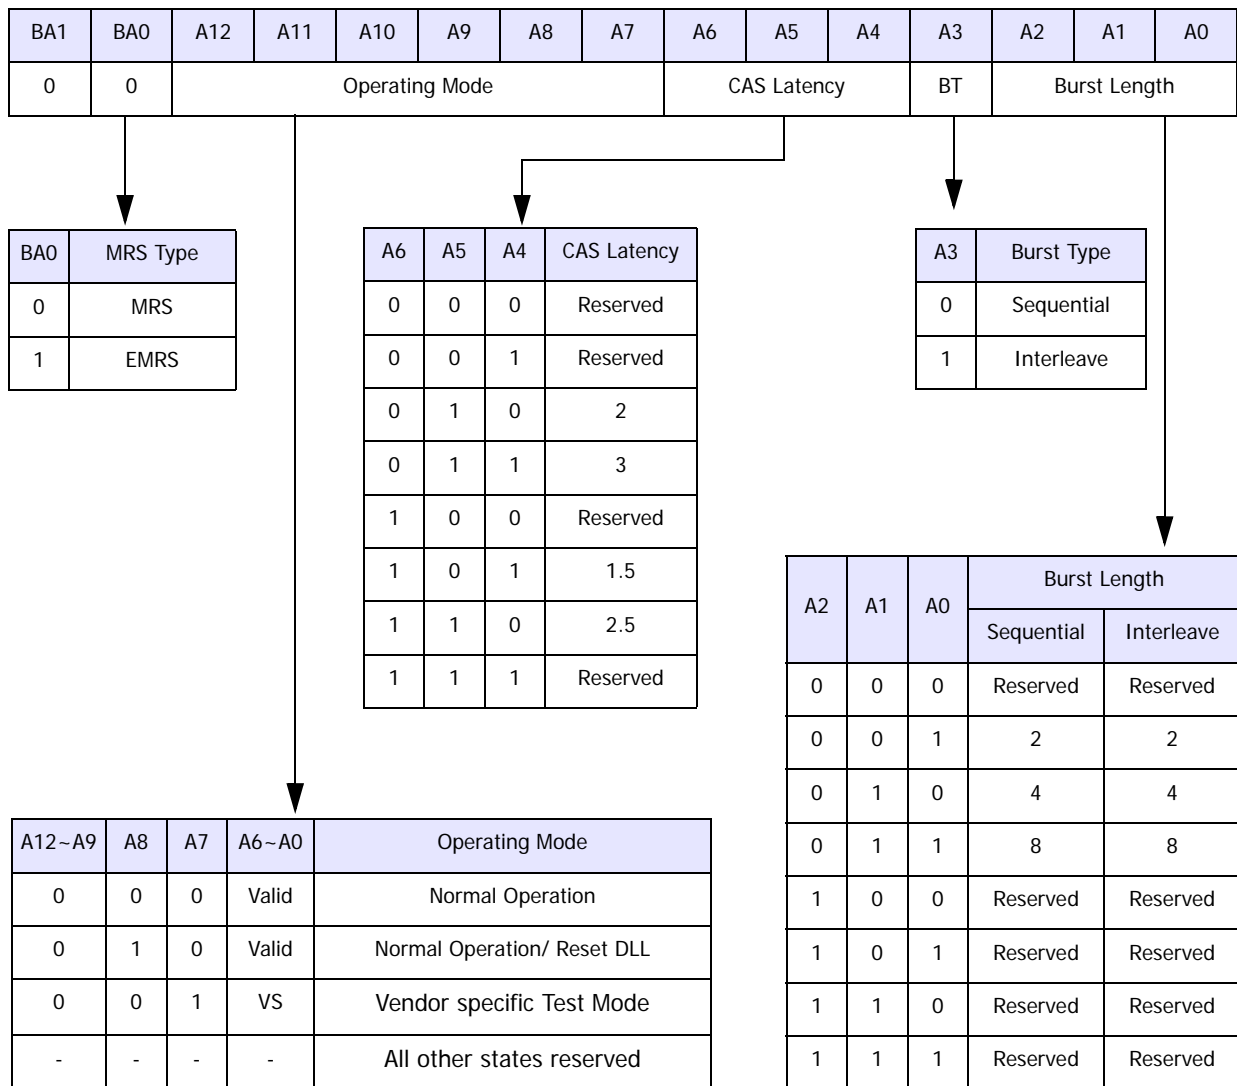 BA1 BA0 A12 A11 A10 A9 A8 A7 A6 A5 A4 A3 A2 A1 A0
0 0 Operating Mode CAS Latency BT Burst Length
BA0 MRS Type
0 MRS
1 EMRS
A6 A5 A4 CAS Latency
0 0 0 Reserved
0 0 1 Reserved
0 1 0 2
0 1 1 3
1 0 0 Reserved
1 0 1 1.5
1 1 0 2.5
1 1 1 Reserved
A3 Burst Type
0 Sequential
1 Interleave
A2 A1 A0 Burst Length
Sequential Interleave
0 0 0 Reserved Reserved
0 0 1 2 2
0 1 0 4 4
0 1 1 8 8
1 0 0 Reserved Reserved
1 0 1 Reserved Reserved
1 1 0 Reserved Reserved
1 1 1 Reserved Reserved
A12~A9 A8 A7 A6~A0 Operating Mode
0 0 0 Valid Normal Operation
0 1 0 Valid Normal Operation/ Reset DLL
0 0 1 VS Vendor specific Test Mode
- - - - All other states reserved